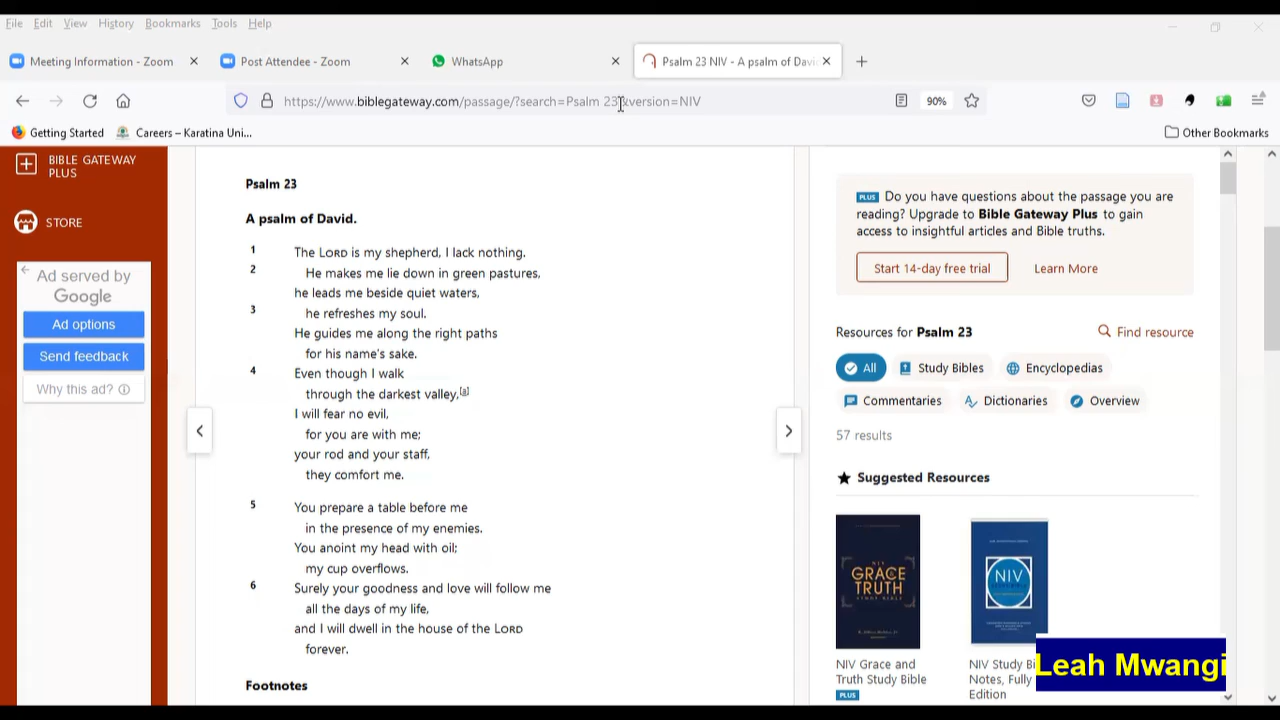 File Edit View History Bookmarks Tools Help
Meeting Information - Zoom
Post Attendee - Zoom
WhatsApp
Psalm 23 NIV - A psalm of Davi
https://www.biblegateway.com/passage/?search=Psalm 23&version=NIV
90%
Getting Started
Careers – Karatina Uni...
Other Bookmarks
BIBLE GATEWAY
PLUS
STORE
Ad served by
Google
Ad options
Send feedback
Why this ad?
Psalm 23
A psalm of David.
1 The LORD is my shepherd, I lack nothing.
2 He makes me lie down in green pastures,
he leads me beside quiet waters,
3 he refreshes my soul.
He guides me along the right paths
for his name's sake.
4 Even though I walk
through the darkest valley,[a]
I will fear no evil,
for you are with me;
your rod and your staff,
they comfort me.
5 You prepare a table before me
in the presence of my enemies.
You anoint my head with oil;
my cup overflows.
6 Surely your goodness and love will follow me
all the days of my life,
and I will dwell in the house of the LORD
forever.
Footnotes
PLUS Do you have questions about the passage you are
reading? Upgrade to Bible Gateway Plus to gain
access to insightful articles and Bible truths.
Start 14-day free trial
Learn More
Resources for Psalm 23
Find resource
All
Study Bibles
Encyclopedias
Commentaries
Dictionaries
Overview
57 results
Suggested Resources
NIV
GRACE
TRUTH
NIV
NIV Grace and
Truth Study Bible
PLUS
NIV Study Bi
Notes, Fully
Edition
Leah Mwangi